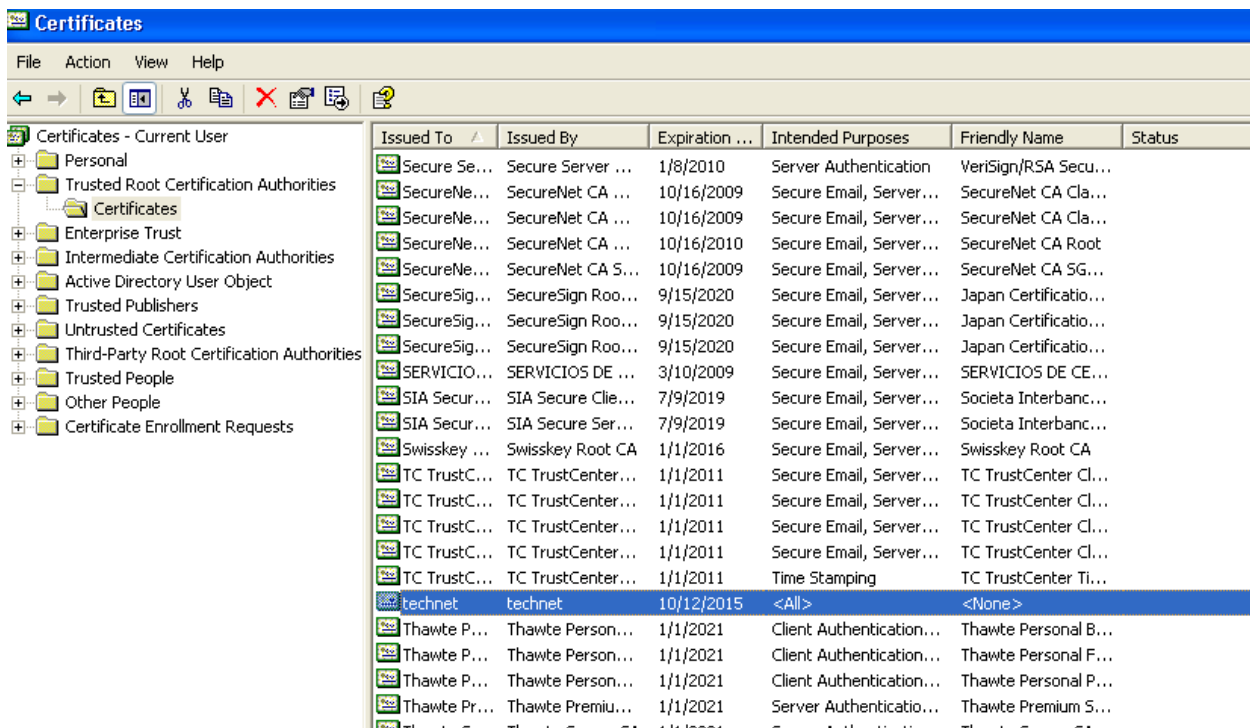 Certificates
File Action View Help
Certificates - Current User
Personal
Trusted Root Certification Authorities
Certificates
Enterprise Trust
Intermediate Certification Authorities
Active Directory User Object
Trusted Publishers
Untrusted Certificates
Third-Party Root Certification Authorities
Trusted People
Other People
Certificate Enrollment Requests
Issued To Issued By Expiration ... Intended Purposes Friendly Name Status
Secure Se... Secure Server ... 1/8/2010 Server Authentication VeriSign/RSA Secu...
SecureNe... SecureNet CA ... 10/16/2009 Secure Email, Server... SecureNet CA Cla...
SecureNe... SecureNet CA ... 10/16/2009 Secure Email, Server... SecureNet CA Cla...
SecureNe... SecureNet CA ... 10/16/2010 Secure Email, Server... SecureNet CA Root
SecureNe... SecureNet CA S... 10/16/2009 Secure Email, Server... SecureNet CA SG...
SecureSig... SecureSign Roo... 9/15/2020 Secure Email, Server... Japan Certificatio...
SecureSig... SecureSign Roo... 9/15/2020 Secure Email, Server... Japan Certificatio...
SecureSig... SecureSign Roo... 9/15/2020 Secure Email, Server... Japan Certificatio...
SERVICIO... SERVICIOS DE ... 3/10/2009 Secure Email, Server... SERVICIOS DE CE...
SIA Secur... SIA Secure Clie... 7/9/2019 Secure Email, Server... Societa Interbanc...
SIA Secur... SIA Secure Ser... 7/9/2019 Secure Email, Server... Societa Interbanc...
Swisskey ... Swisskey Root CA 1/1/2016 Secure Email, Server... Swisskey Root CA
TC TrustC... TC TrustCenter... 1/1/2011 Secure Email, Server... TC TrustCenter Cl...
TC TrustC... TC TrustCenter... 1/1/2011 Secure Email, Server... TC TrustCenter Cl...
TC TrustC... TC TrustCenter... 1/1/2011 Secure Email, Server... TC TrustCenter Cl...
TC TrustC... TC TrustCenter... 1/1/2011 Secure Email, Server... TC TrustCenter Cl...
TC TrustC... TC TrustCenter... 1/1/2011 Time Stamping TC TrustCenter Ti...
technet technet 10/12/2015 <All> <None>
Thawte P... Thawte Person... 1/1/2021 Client Authentication... Thawte Personal B...
Thawte P... Thawte Person... 1/1/2021 Client Authentication... Thawte Personal F...
Thawte P... Thawte Person... 1/1/2021 Client Authentication... Thawte Personal P...
Thawte Pr... Thawte Premiu... 1/1/2021 Server Authenticatio... Thawte Premium S...